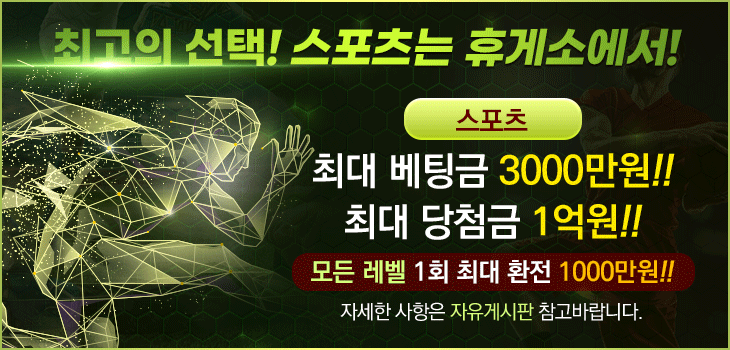 최고의 선택! 스포츠는 휴게소에서!
스포츠
최대 베팅금 3000만원!!
최대 당첨금 1억원!!
모든 레벨 1회 최대 환전 1000만원!!
자세한 사항은 자유게시판 참고바랍니다.